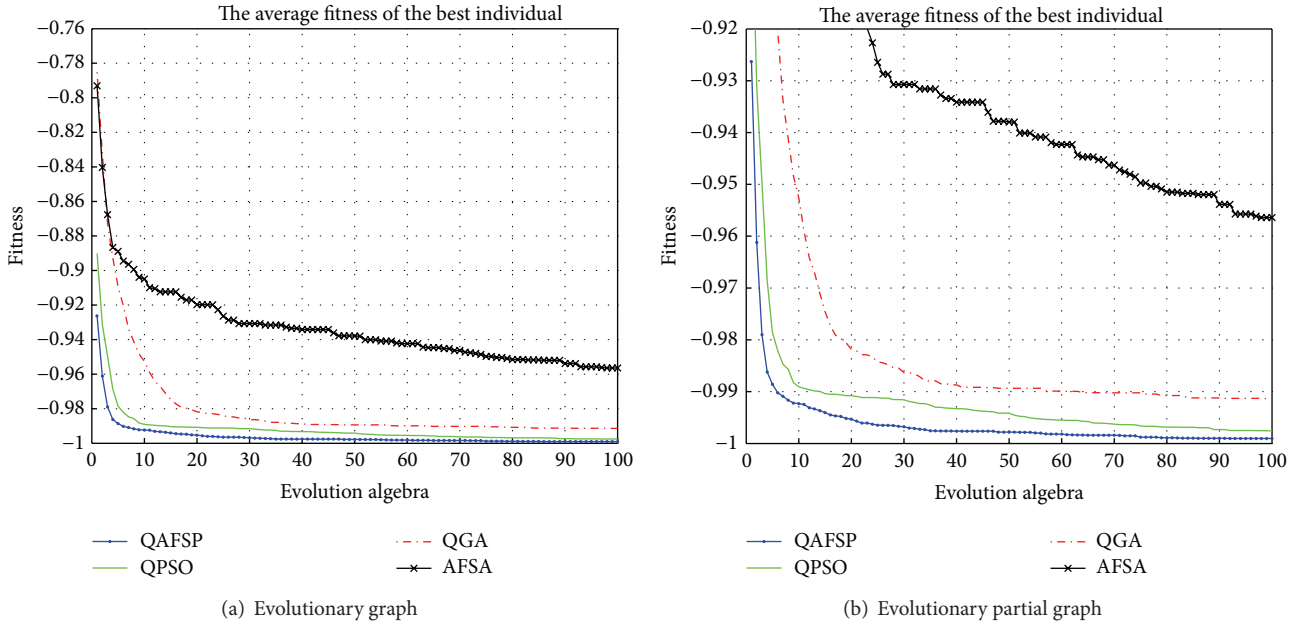 The average fitness of the best individual
−0.76
−0.78
−0.8
−0.82
−0.84
−0.86
−0.88
−0.9
−0.92
−0.94
−0.96
−0.98
−1
Fitness
0 10 20 30 40 50 60 70 80 90 100
Evolution algebra
QAFSP
QPSO
QGA
AFSA
(a) Evolutionary graph
The average fitness of the best individual
−0.92
−0.93
−0.94
−0.95
−0.96
−0.97
−0.98
−0.99
−1
Fitness
0 10 20 30 40 50 60 70 80 90 100
Evolution algebra
QAFSP
QPSO
QGA
AFSA
(b) Evolutionary partial graph